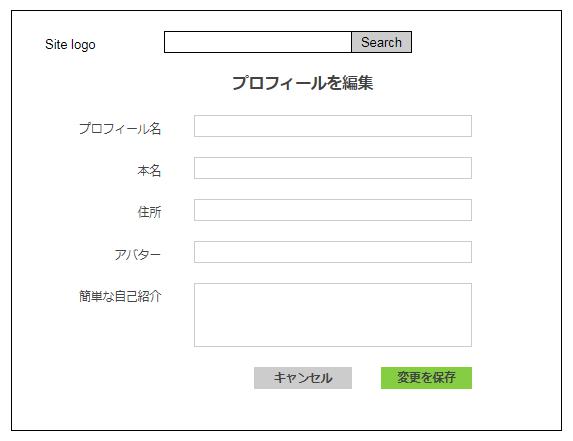 Site logo
Search
プロフィールを編集
プロフィール名
本名
住所
アバター
簡単な自己紹介
キャンセル
変更を保存